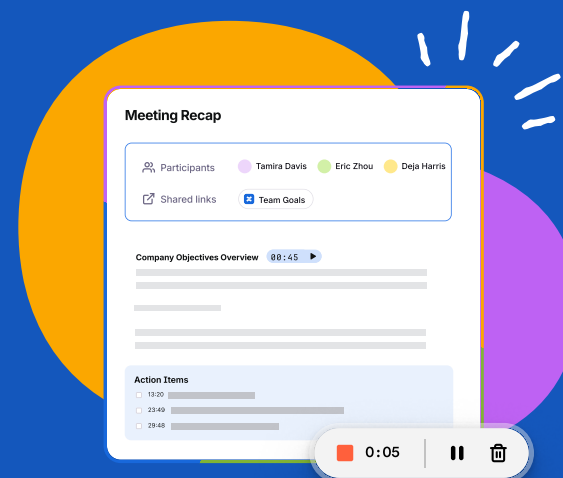 Meeting Recap
Participants Tamira Davis Eric Zhou Deja Harris
Shared links Team Goals
Company Objectives Overview 00:45
Action Items
13:20
23:49
29:48
0:05